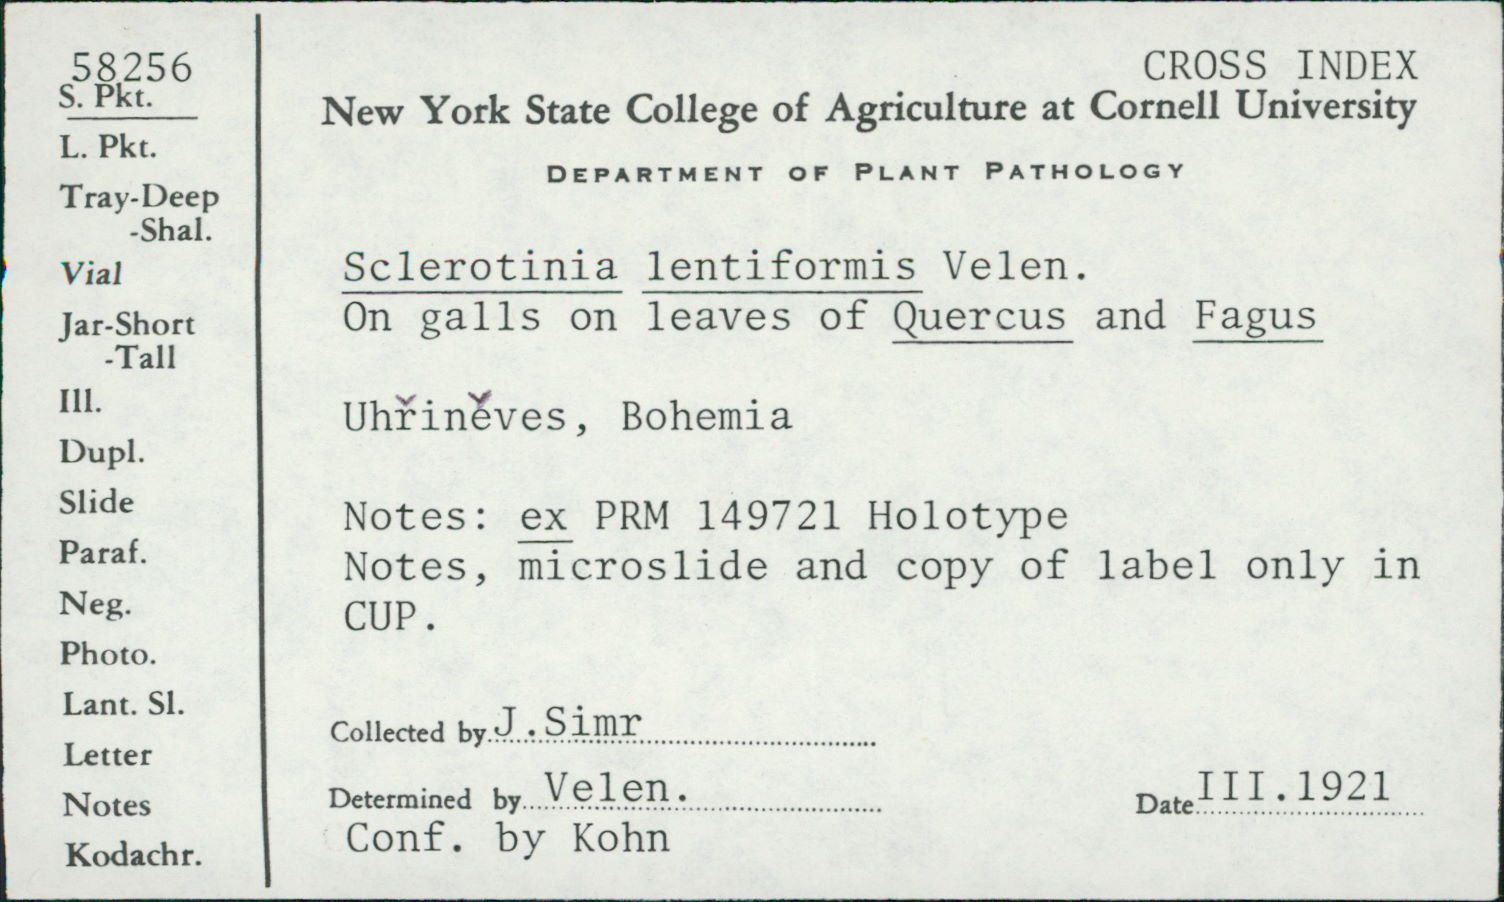 58256
S. Pkt.
L. Pkt.
Tray-Deep
-Shal.
Vial
Jar-Short
-Tall
Ill.
Dupl.
Slide
Paraf.
Neg.
Photo.
Lant. Sl.
Letter
Notes
Kodachr.
CROSS INDEX
New York State College of Agriculture at Cornell University
DEPARTMENT OF PLANT PATHOLOGY
Sclerotinia lentiformis Velen.
On galls on leaves of Quercus and Fagus
Uhřiněves, Bohemia
Notes: ex PRM 149721 Holotype
Notes, microslide and copy of label only in
CUP.
Collected by J.Simr
Determined by Velen.
Date III.1921
Conf. by Kohn